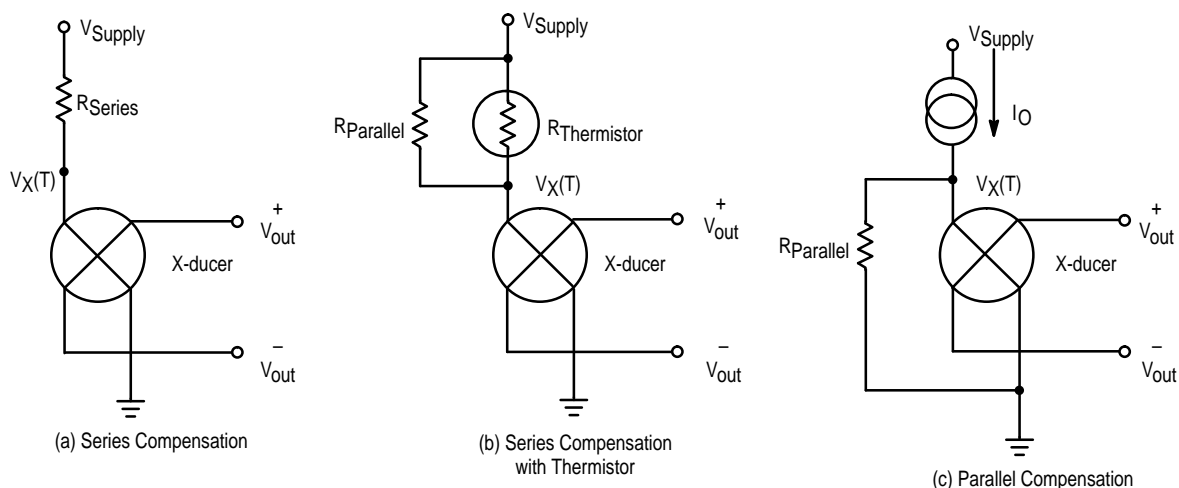 VSupply
RSeries
VX(T)
+
Vout
X-ducer
–
Vout
(a) Series Compensation
VSupply
RParallel
RThermistor
VX(T)
+
Vout
X-ducer
–
Vout
(b) Series Compensation
with Thermistor
VSupply
IO
VX(T)
RParallel
+
Vout
X-ducer
–
Vout
(c) Parallel Compensation